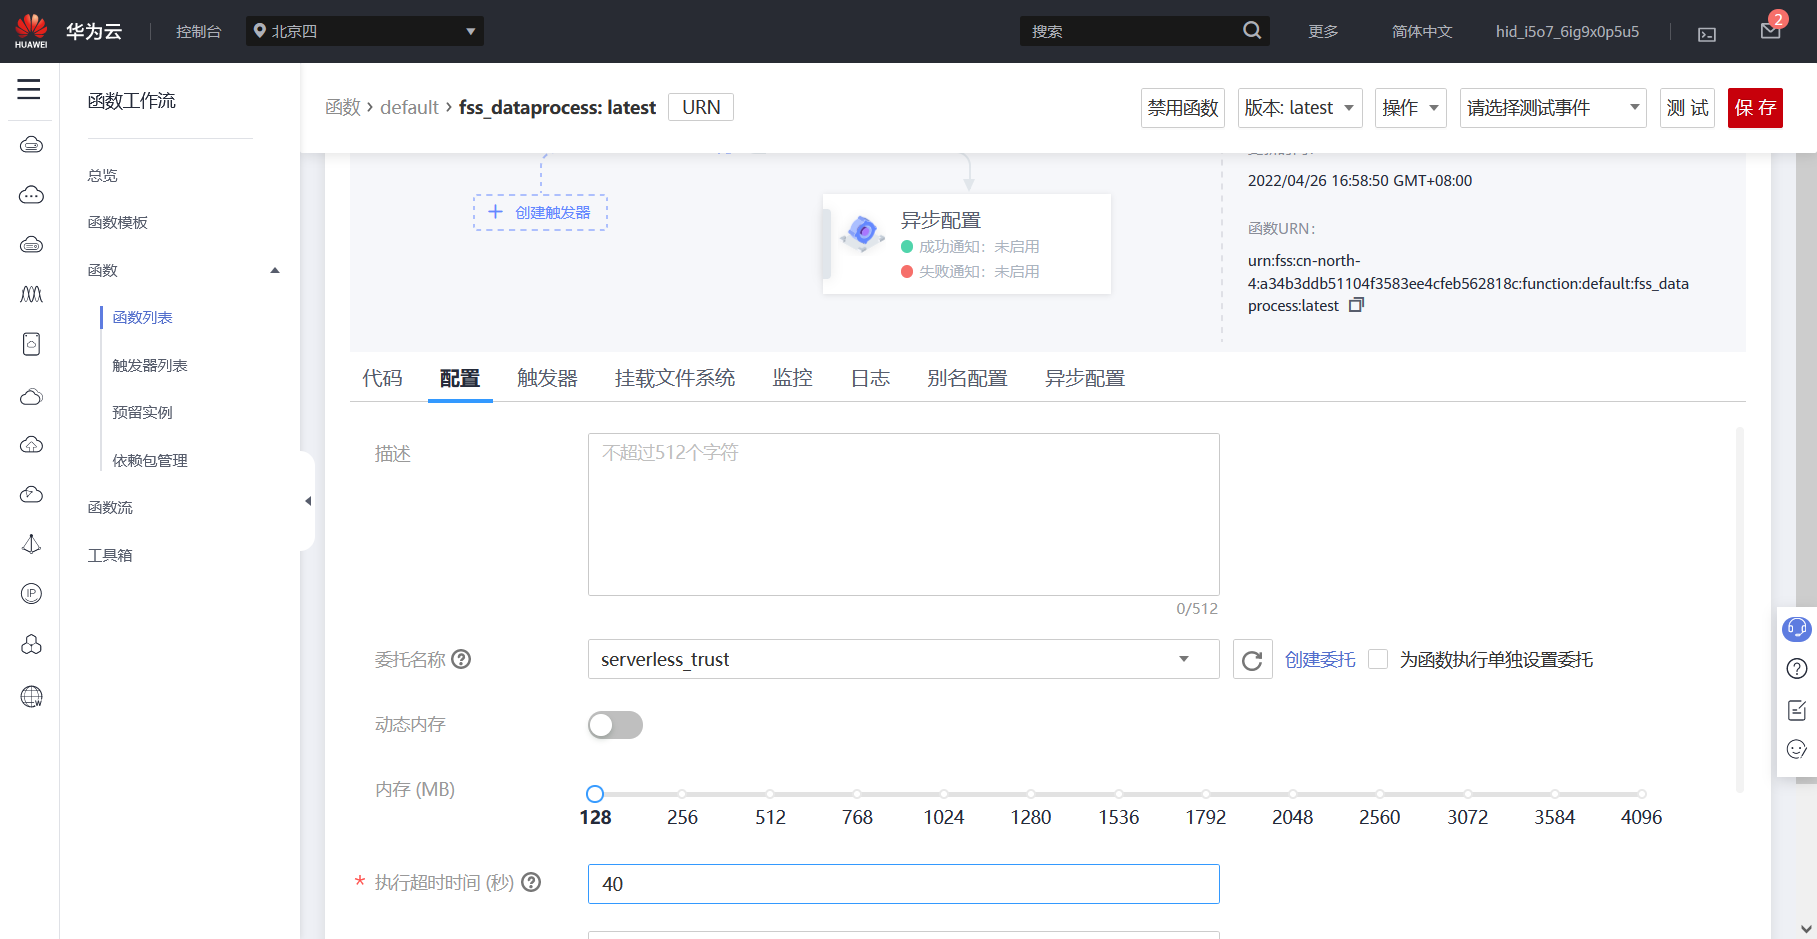 HUAWEI
华为云
控制台
北京四
搜索
更多
简体中文
hid_i5o7_6ig9x0p5u5
2
函数工作流
总览
函数模板
函数
函数列表
触发器列表
预留实例
依赖包管理
函数流
工具箱
函数 › default › fss_dataprocess: latest
URN
禁用函数
版本: latest
操作
请选择测试事件
测 试
保 存
创建触发器
异步配置
成功通知: 未启用
失败通知: 未启用
2022/04/26 16:58:50 GMT+08:00
函数URN:
urn:fss:cn-north-
4:a34b3ddb51104f3583ee4cfeb562818c:function:default:fss_data
process:latest
代码
配置
触发器
挂载文件系统
监控
日志
别名配置
异步配置
描述
不超过512个字符
0/512
委托名称
serverless_trust
创建委托
为函数执行单独设置委托
动态内存
内存 (MB)
128 256 512 768 1024 1280 1536 1792 2048 2560 3072 3584 4096
* 执行超时时间 (秒)
40
IP